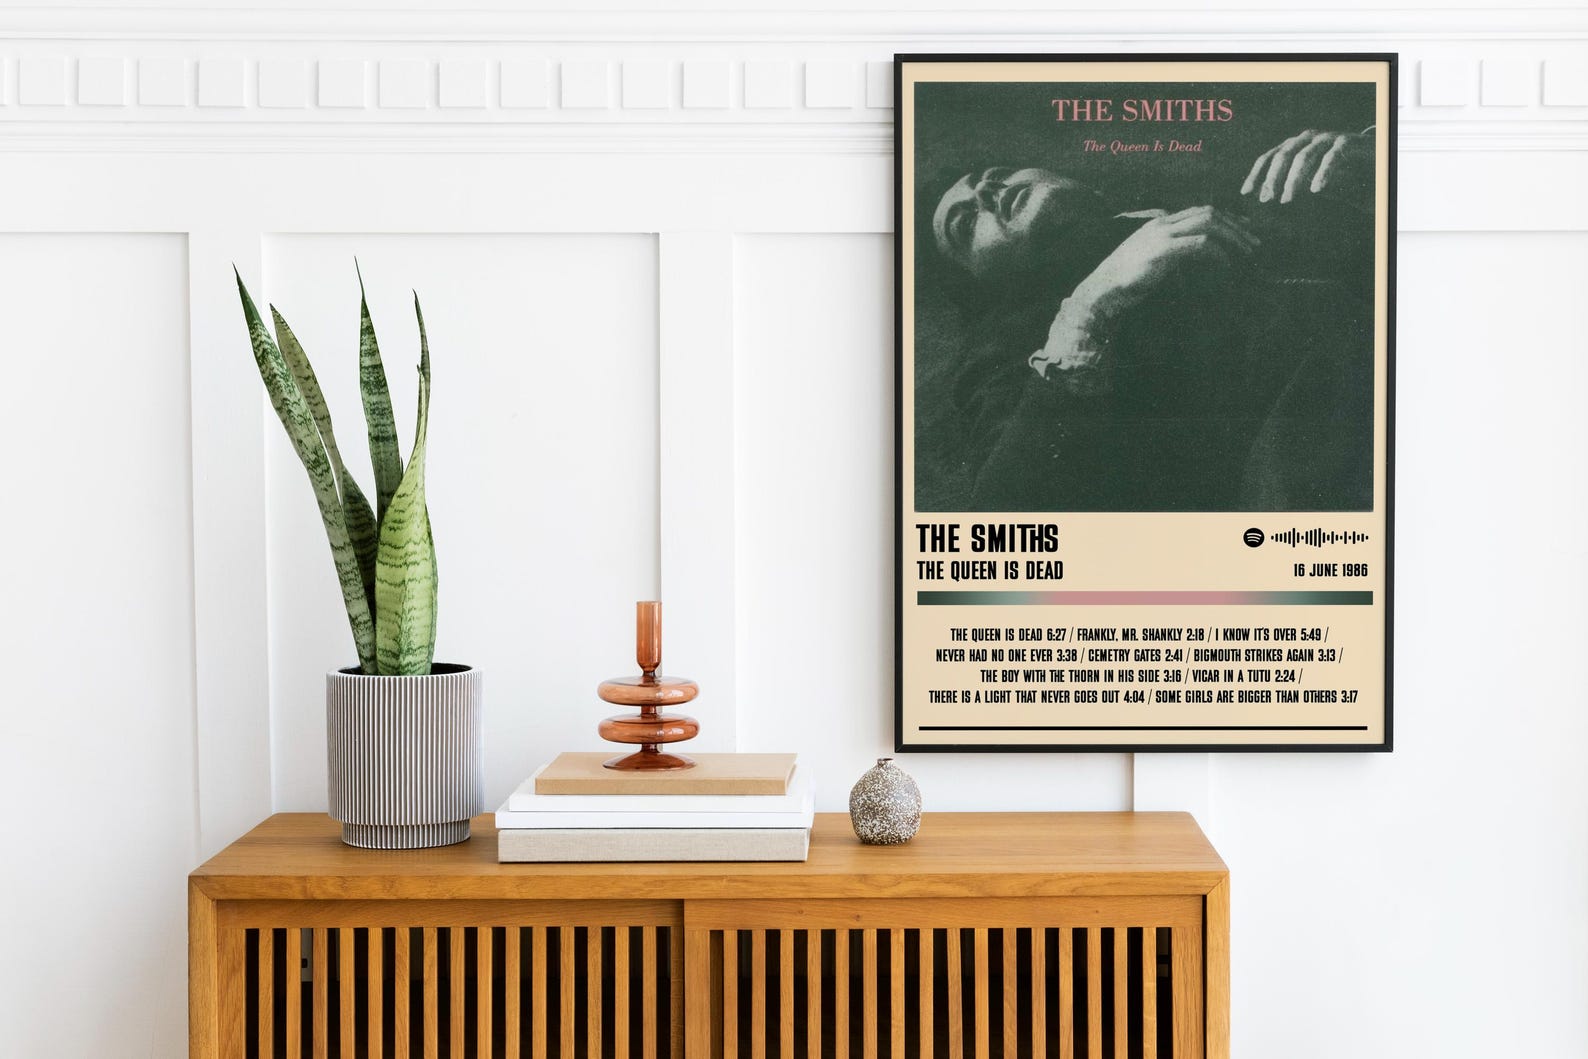 THE SMITHS
The Queen Is Dead
THE SMITHS
THE QUEEN IS DEAD
16 JUNE 1986
THE QUEEN IS DEAD 6:27 / FRANKLY, MR. SHANKLY 2:18 / I KNOW IT'S OVER 5:49 /
NEVER HAD NO ONE EVER 3:38 / CEMETRY GATES 2:41 / BIGMOUTH STRIKES AGAIN 3:13 /
THE BOY WITH THE THORN IN HIS SIDE 3:16 / VICAR IN A TUTU 2:24 /
THERE IS A LIGHT THAT NEVER GOES OUT 4:04 / SOME GIRLS ARE BIGGER THAN OTHERS 3:17